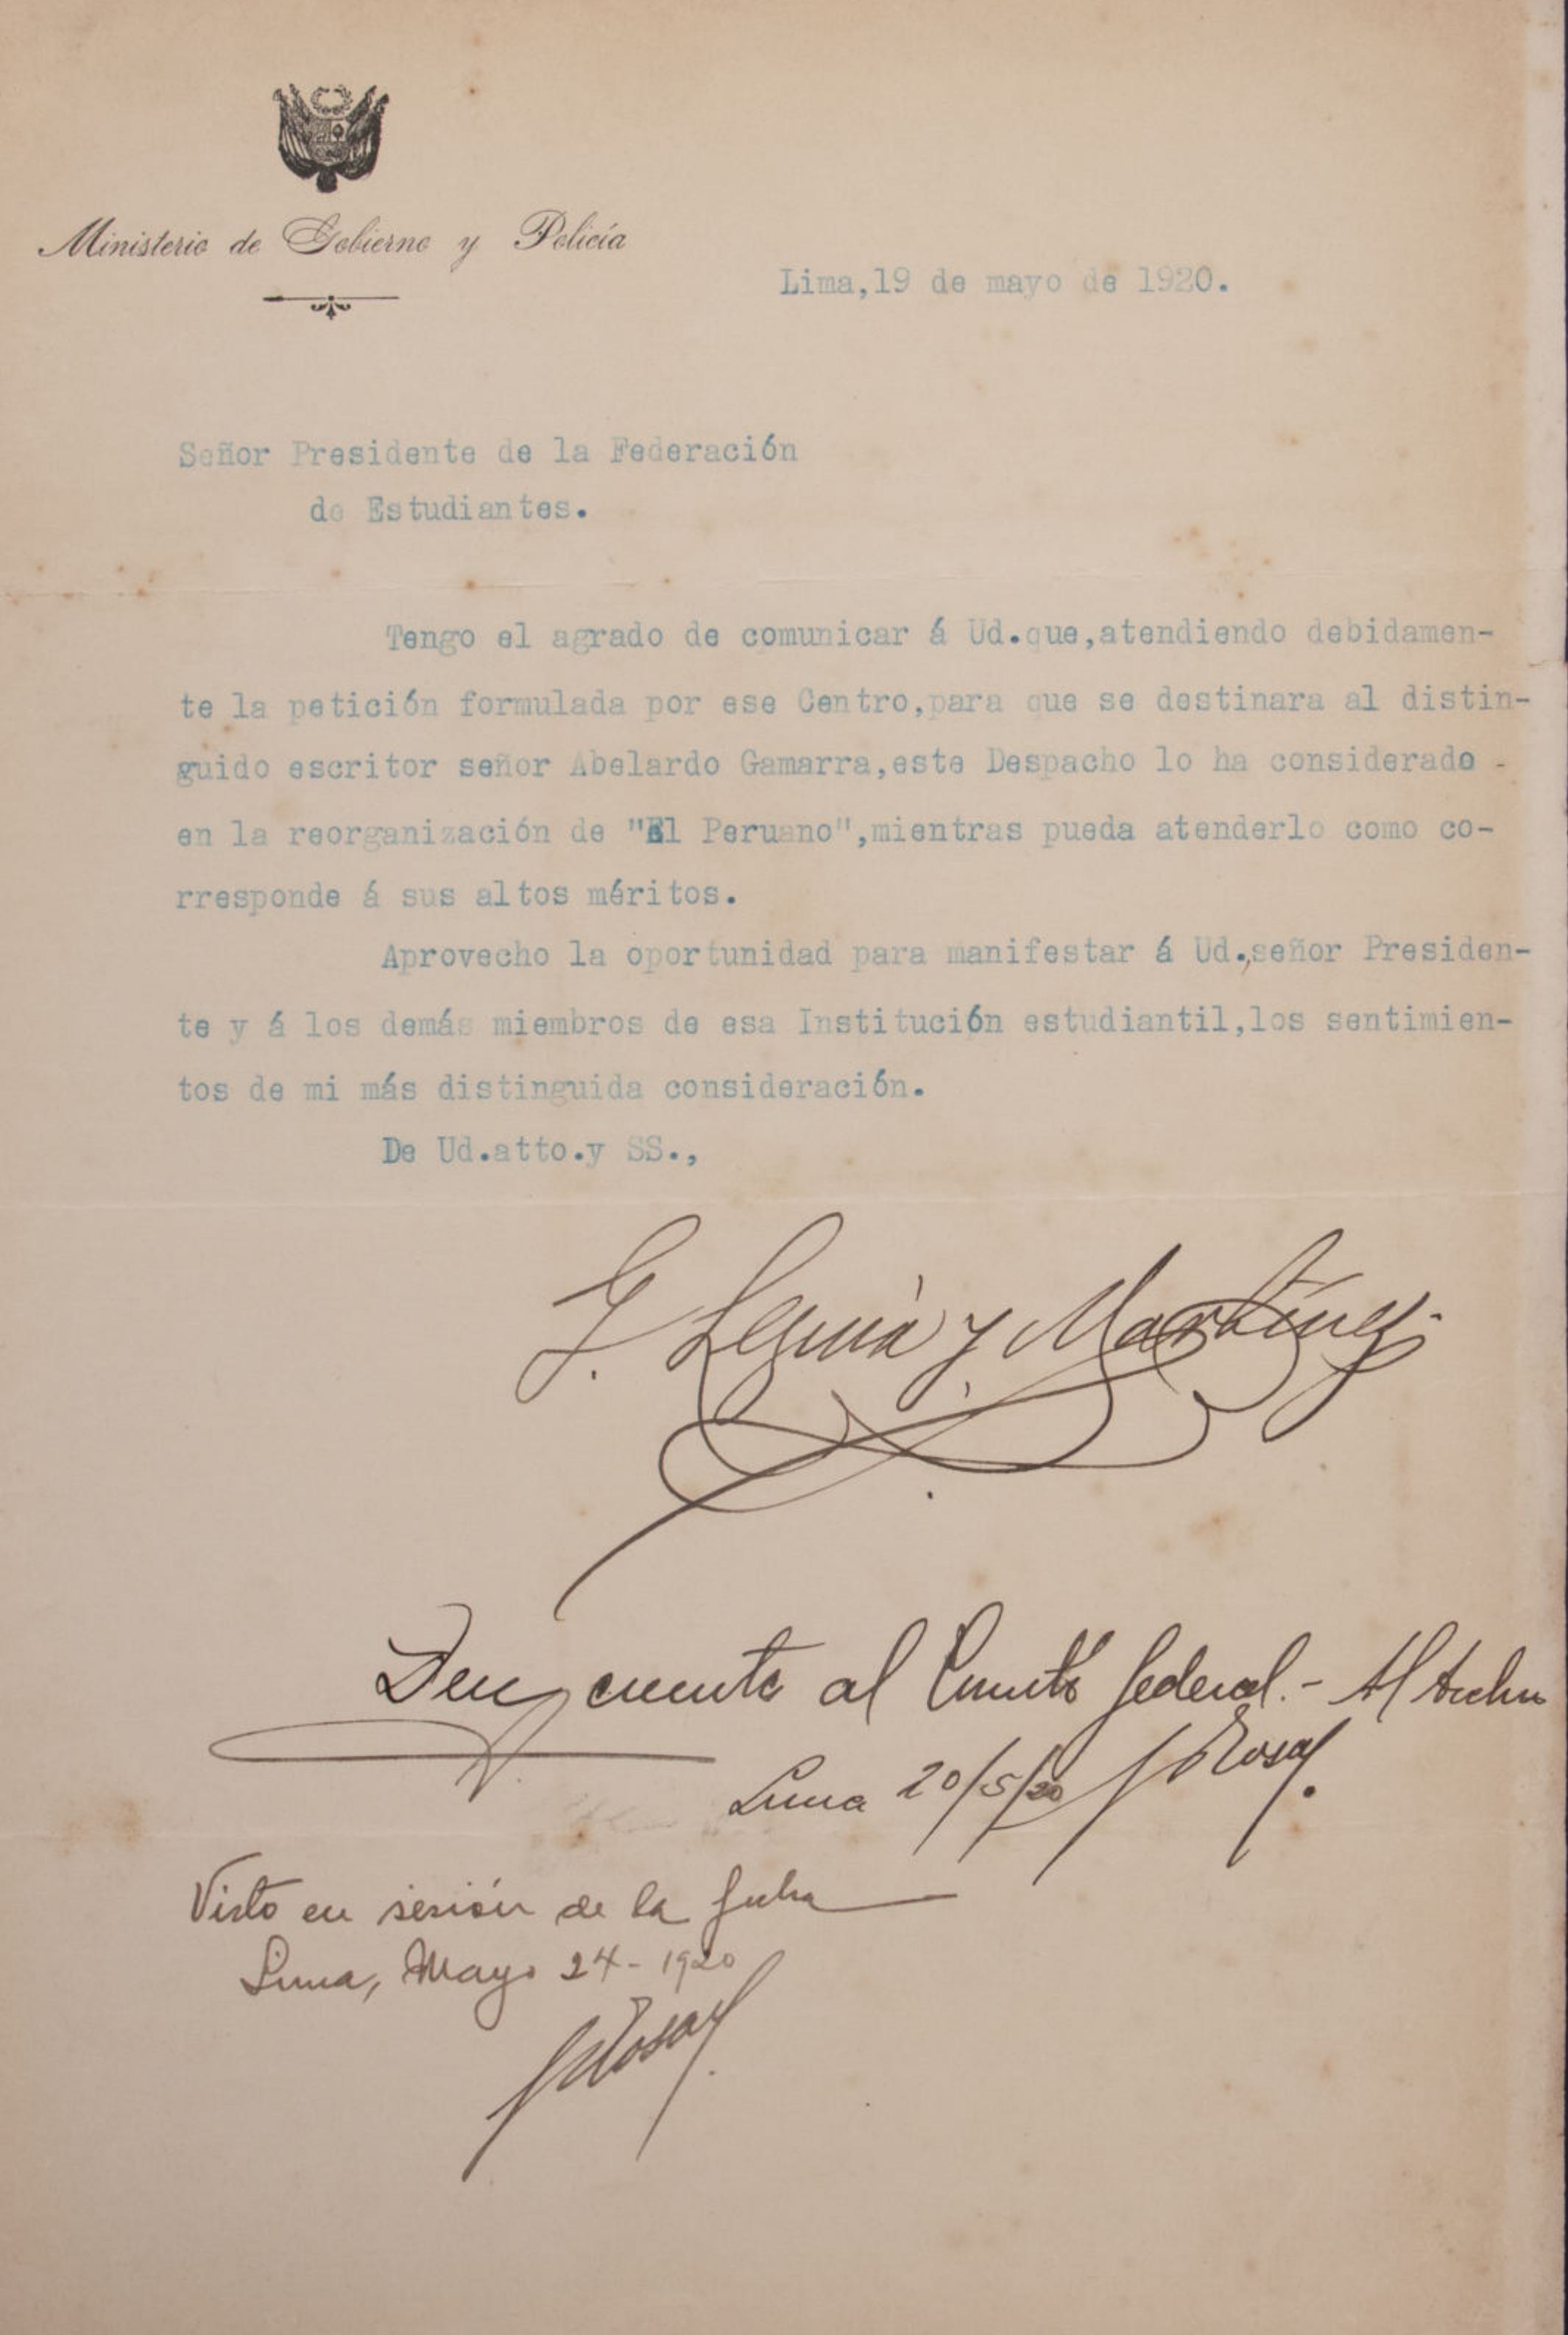 Ministerio de Gobierno y Policía
Lima,19 de mayo de 1920.
Señor Presidente de la Federación
de Estudiantes.
Tengo el agrado de comunicar á Ud.que,atendiendo debidamen-
te la petición formulada por ese Centro,para que se destinara al distin-
guido escritor señor Abelardo Gamarra,este Despacho lo ha considerado -
en la reorganización de "El Peruano",mientras pueda atenderlo como co-
rresponde á sus altos méritos.
Aprovecho la oportunidad para manifestar á Ud.,señor Presiden-
te y á los demás miembros de esa Institución estudiantil,los sentimien-
tos de mi más distinguida consideración.
De Ud.atto.y SS.,
G. Leguía y Martínez
cuenta al Comité federal.- Al Archivo
Lima 20/5/20
Visto en sesión de la fecha
Lima, Mayo 24-1920